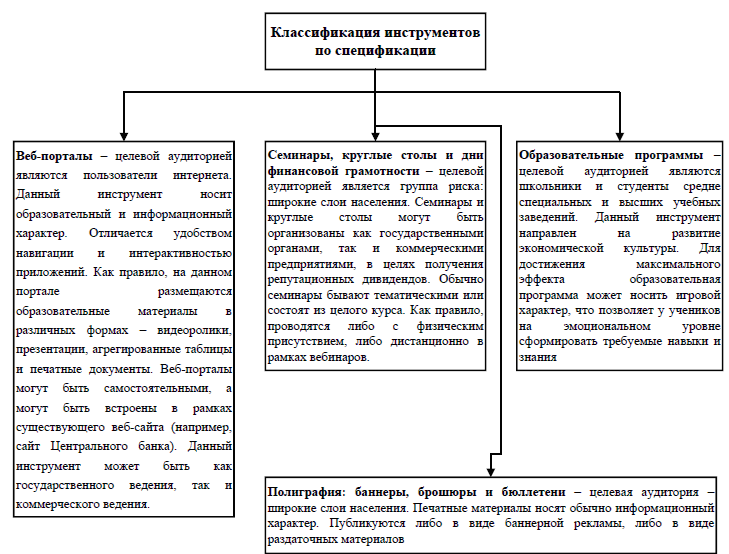 Классификация инструментов
по спецификации
Веб-порталы – целевой аудиторией
являются пользователи интернета.
Данный инструмент носит
образовательный и информационный
характер. Отличается удобством
навигации и интерактивностью
приложений. Как правило, на данном
портале размещаются
образовательные материалы в
различных формах – видеоролики,
презентации, агрегированные таблицы
и печатные документы. Веб-порталы
могут быть самостоятельными, а
могут быть встроены в рамках
существующего веб-сайта (например,
сайт Центрального банка). Данный
инструмент может быть как
государственного ведения, так и
коммерческого ведения.
Семинары, круглые столы и дни
финансовой грамотности – целевой
аудиторией является группа риска:
широкие слои населения. Семинары и
круглые столы могут быть
организованы как государственными
органами, так и коммерческими
предприятиями, в целях получения
репутационных дивидендов. Обычно
семинары бывают тематическими или
состоят из целого курса. Как правило,
проводятся либо с физическим
присутствием, либо дистанционно в
рамках вебинаров.
Образовательные программы –
целевой аудиторией являются
школьники и студенты средне
специальных и высших учебных
заведений. Данный инструмент
направлен на развитие
экономической культуры. Для
достижения максимального
эффекта образовательная
программа может носить игровой
характер, что позволяет у учеников
на эмоциональном уровне
сформировать требуемые навыки и
знания
Полиграфия: баннеры, брошюры и бюллетени – целевая аудитория –
широкие слои населения. Печатные материалы носят обычно информационный
характер. Публикуются либо в виде баннерной рекламы, либо в виде
раздаточных материалов